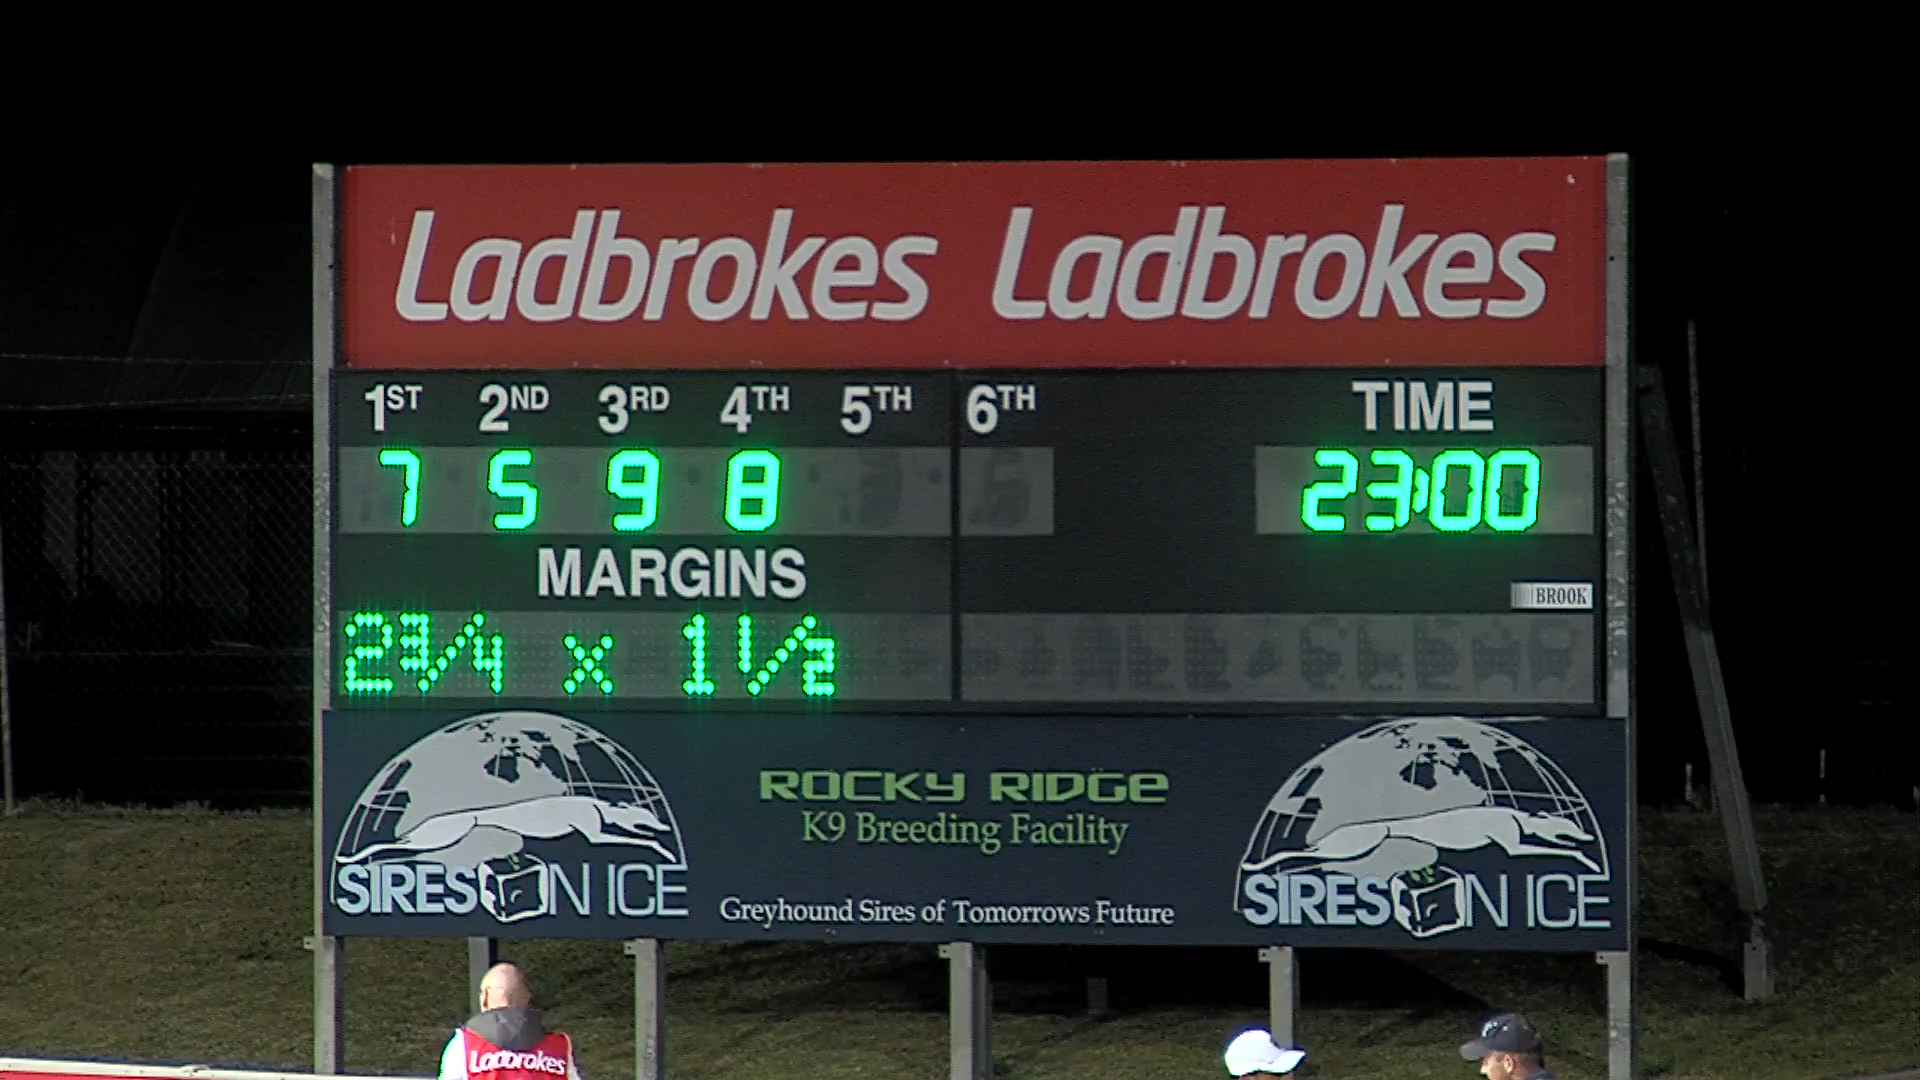 Ladbrokes Ladbrokes
1ST 2ND 3RD 4TH 5TH 6TH TIME
7 5 9 8 23:00
MARGINS
BROOK
2¾ x 1½
ROCKY RIDGE
K9 Breeding Facility
SIRES ON ICE
Greyhound Sires of Tomorrows Future
SIRES ON ICE
Ladbrokes